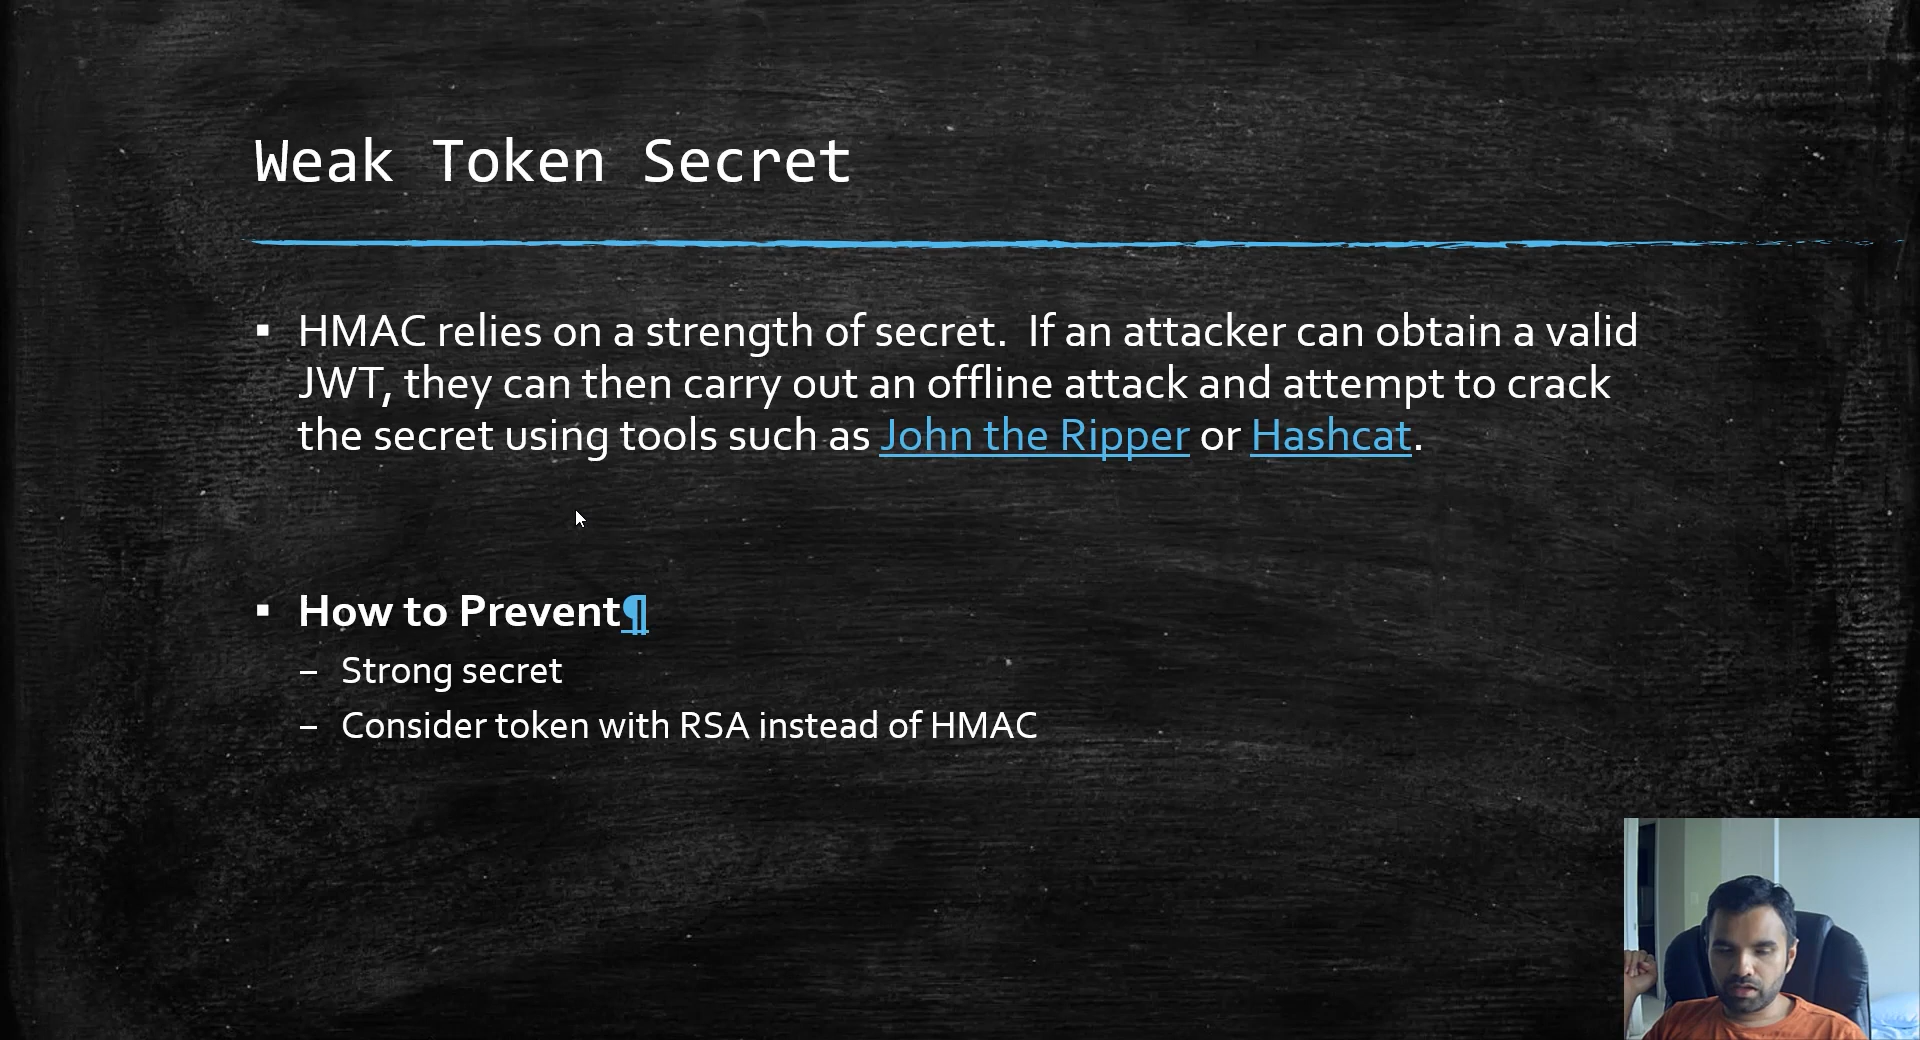 Weak Token Secret
▪ HMAC relies on a strength of secret.  If an attacker can obtain a valid
JWT, they can then carry out an offline attack and attempt to crack
the secret using tools such as John the Ripper or Hashcat.
▪ How to Prevent¶
– Strong secret
– Consider token with RSA instead of HMAC